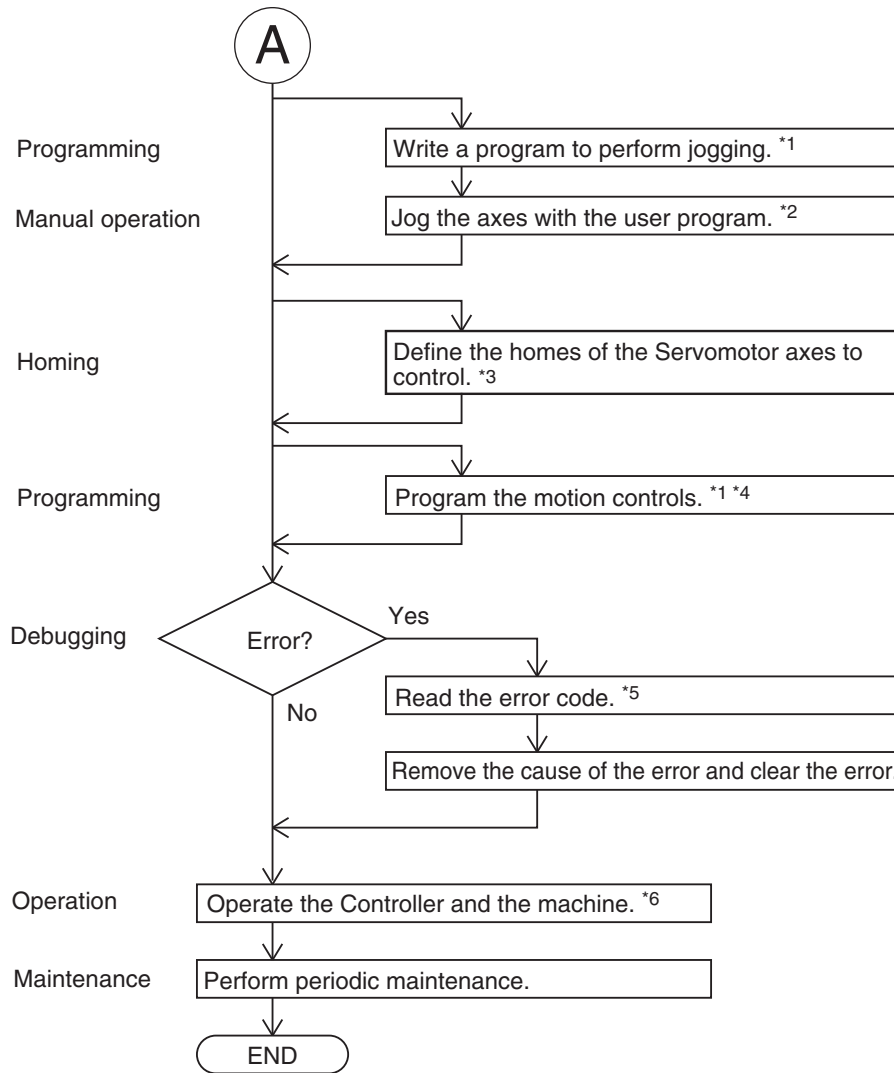 A
Programming
Write a program to perform jogging. *1
Manual operation
Jog the axes with the user program. *2
Homing
Define the homes of the Servomotor axes to
control. *3
Programming
Program the motion controls. *1 *4
Debugging
Error?
Yes
No
Read the error code. *5
Remove the cause of the error and clear the error.
Operation
Operate the Controller and the machine. *6
Maintenance
Perform periodic maintenance.
END